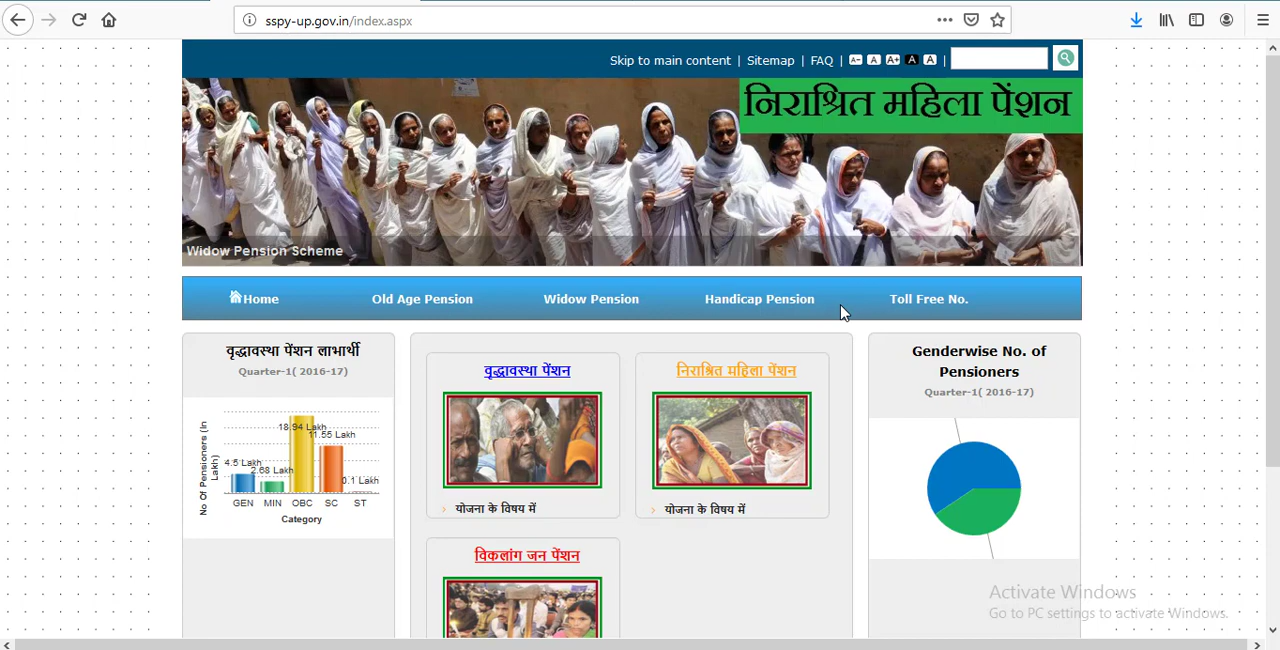 sspy-up.gov.in/index.aspx
Skip to main content | Sitemap | FAQ | A- A A+ A A |
निराश्रित महिला पेंशन
Widow Pension Scheme
Home Old Age Pension Widow Pension Handicap Pension Toll Free No.
वृद्धावस्था पेंशन लाभार्थी
Quarter-1( 2016-17)
No Of Pensioners (In Lakh)
4.5 Lakh
2.68 Lakh
18.94 Lakh
11.55 Lakh
0.1 Lakh
GEN MIN OBC SC ST
Category
वृद्धावस्था पेंशन
योजना के विषय में
निराश्रित महिला पेंशन
योजना के विषय में
विकलांग जन पेंशन
Genderwise No. of
Pensioners
Quarter-1( 2016-17)
Activate Windows
Go to PC settings to activate Windows.